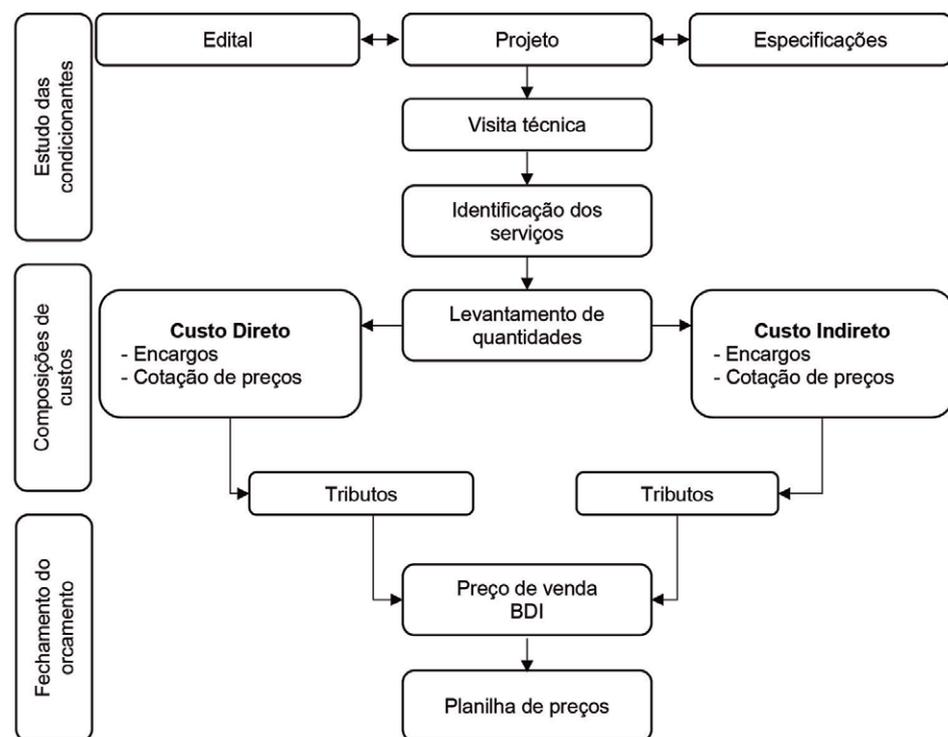 Estudo das
condicionantes
Edital
Projeto
Especificações
Visita técnica
Identificação dos
serviços
Composições de
custos
Custo Direto
- Encargos
- Cotação de preços
Levantamento de
quantidades
Custo Indireto
- Encargos
- Cotação de preços
Tributos
Tributos
Fechamento do
orcamento
Preço de venda
BDI
Planilha de preços